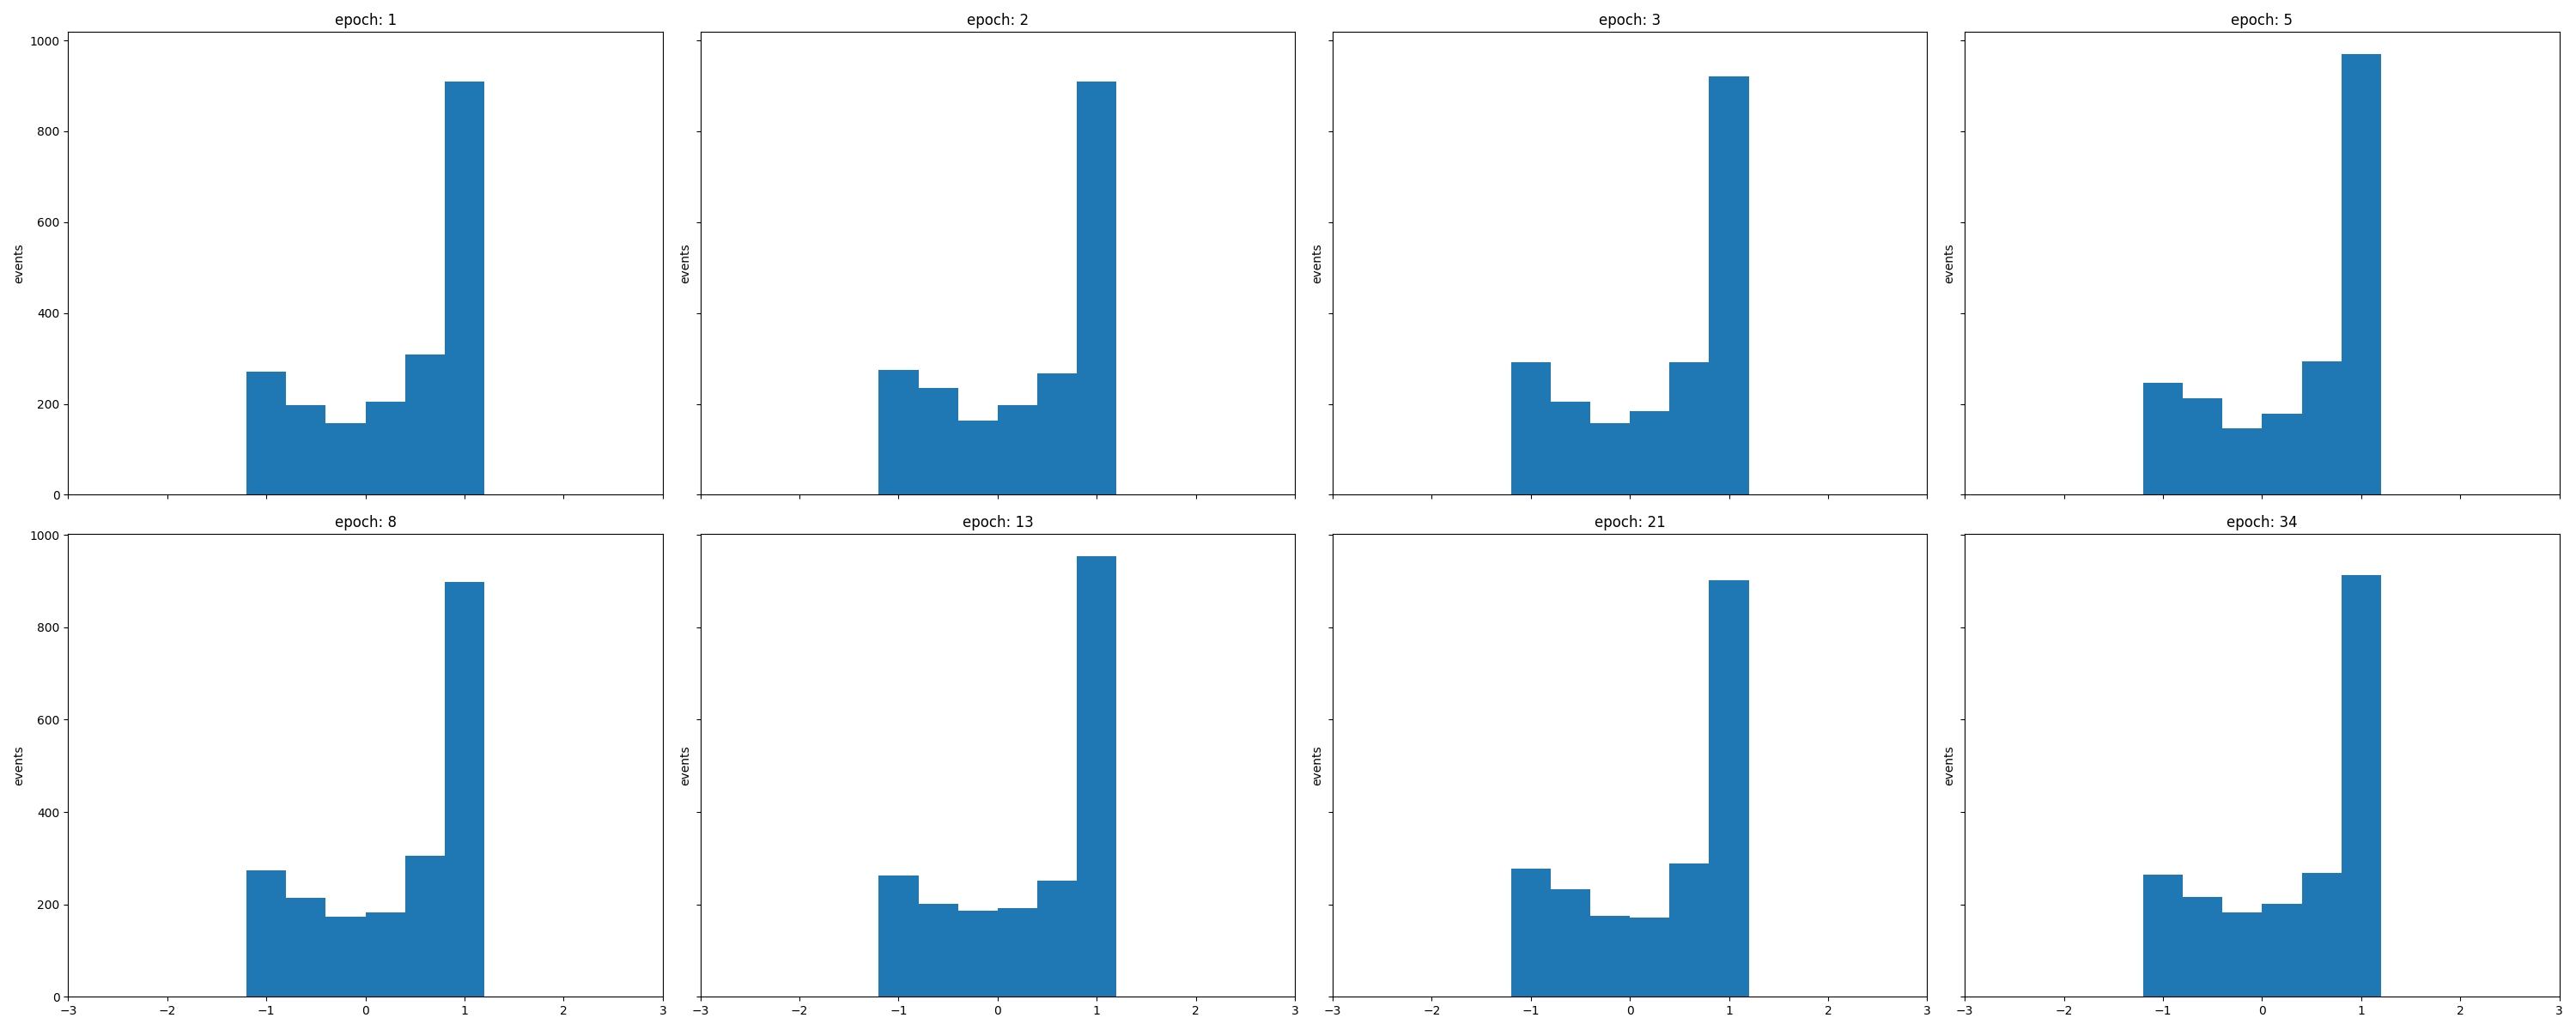 epoch: 1
epoch: 2
epoch: 3
epoch: 5
1000
800
600
400
200
0
events
events
events
events
epoch: 8
epoch: 13
epoch: 21
epoch: 34
1000
800
600
400
200
0
events
events
events
events
−3 −2 −1 0 1 2 3
−3 −2 −1 0 1 2 3
−3 −2 −1 0 1 2 3
−3 −2 −1 0 1 2 3